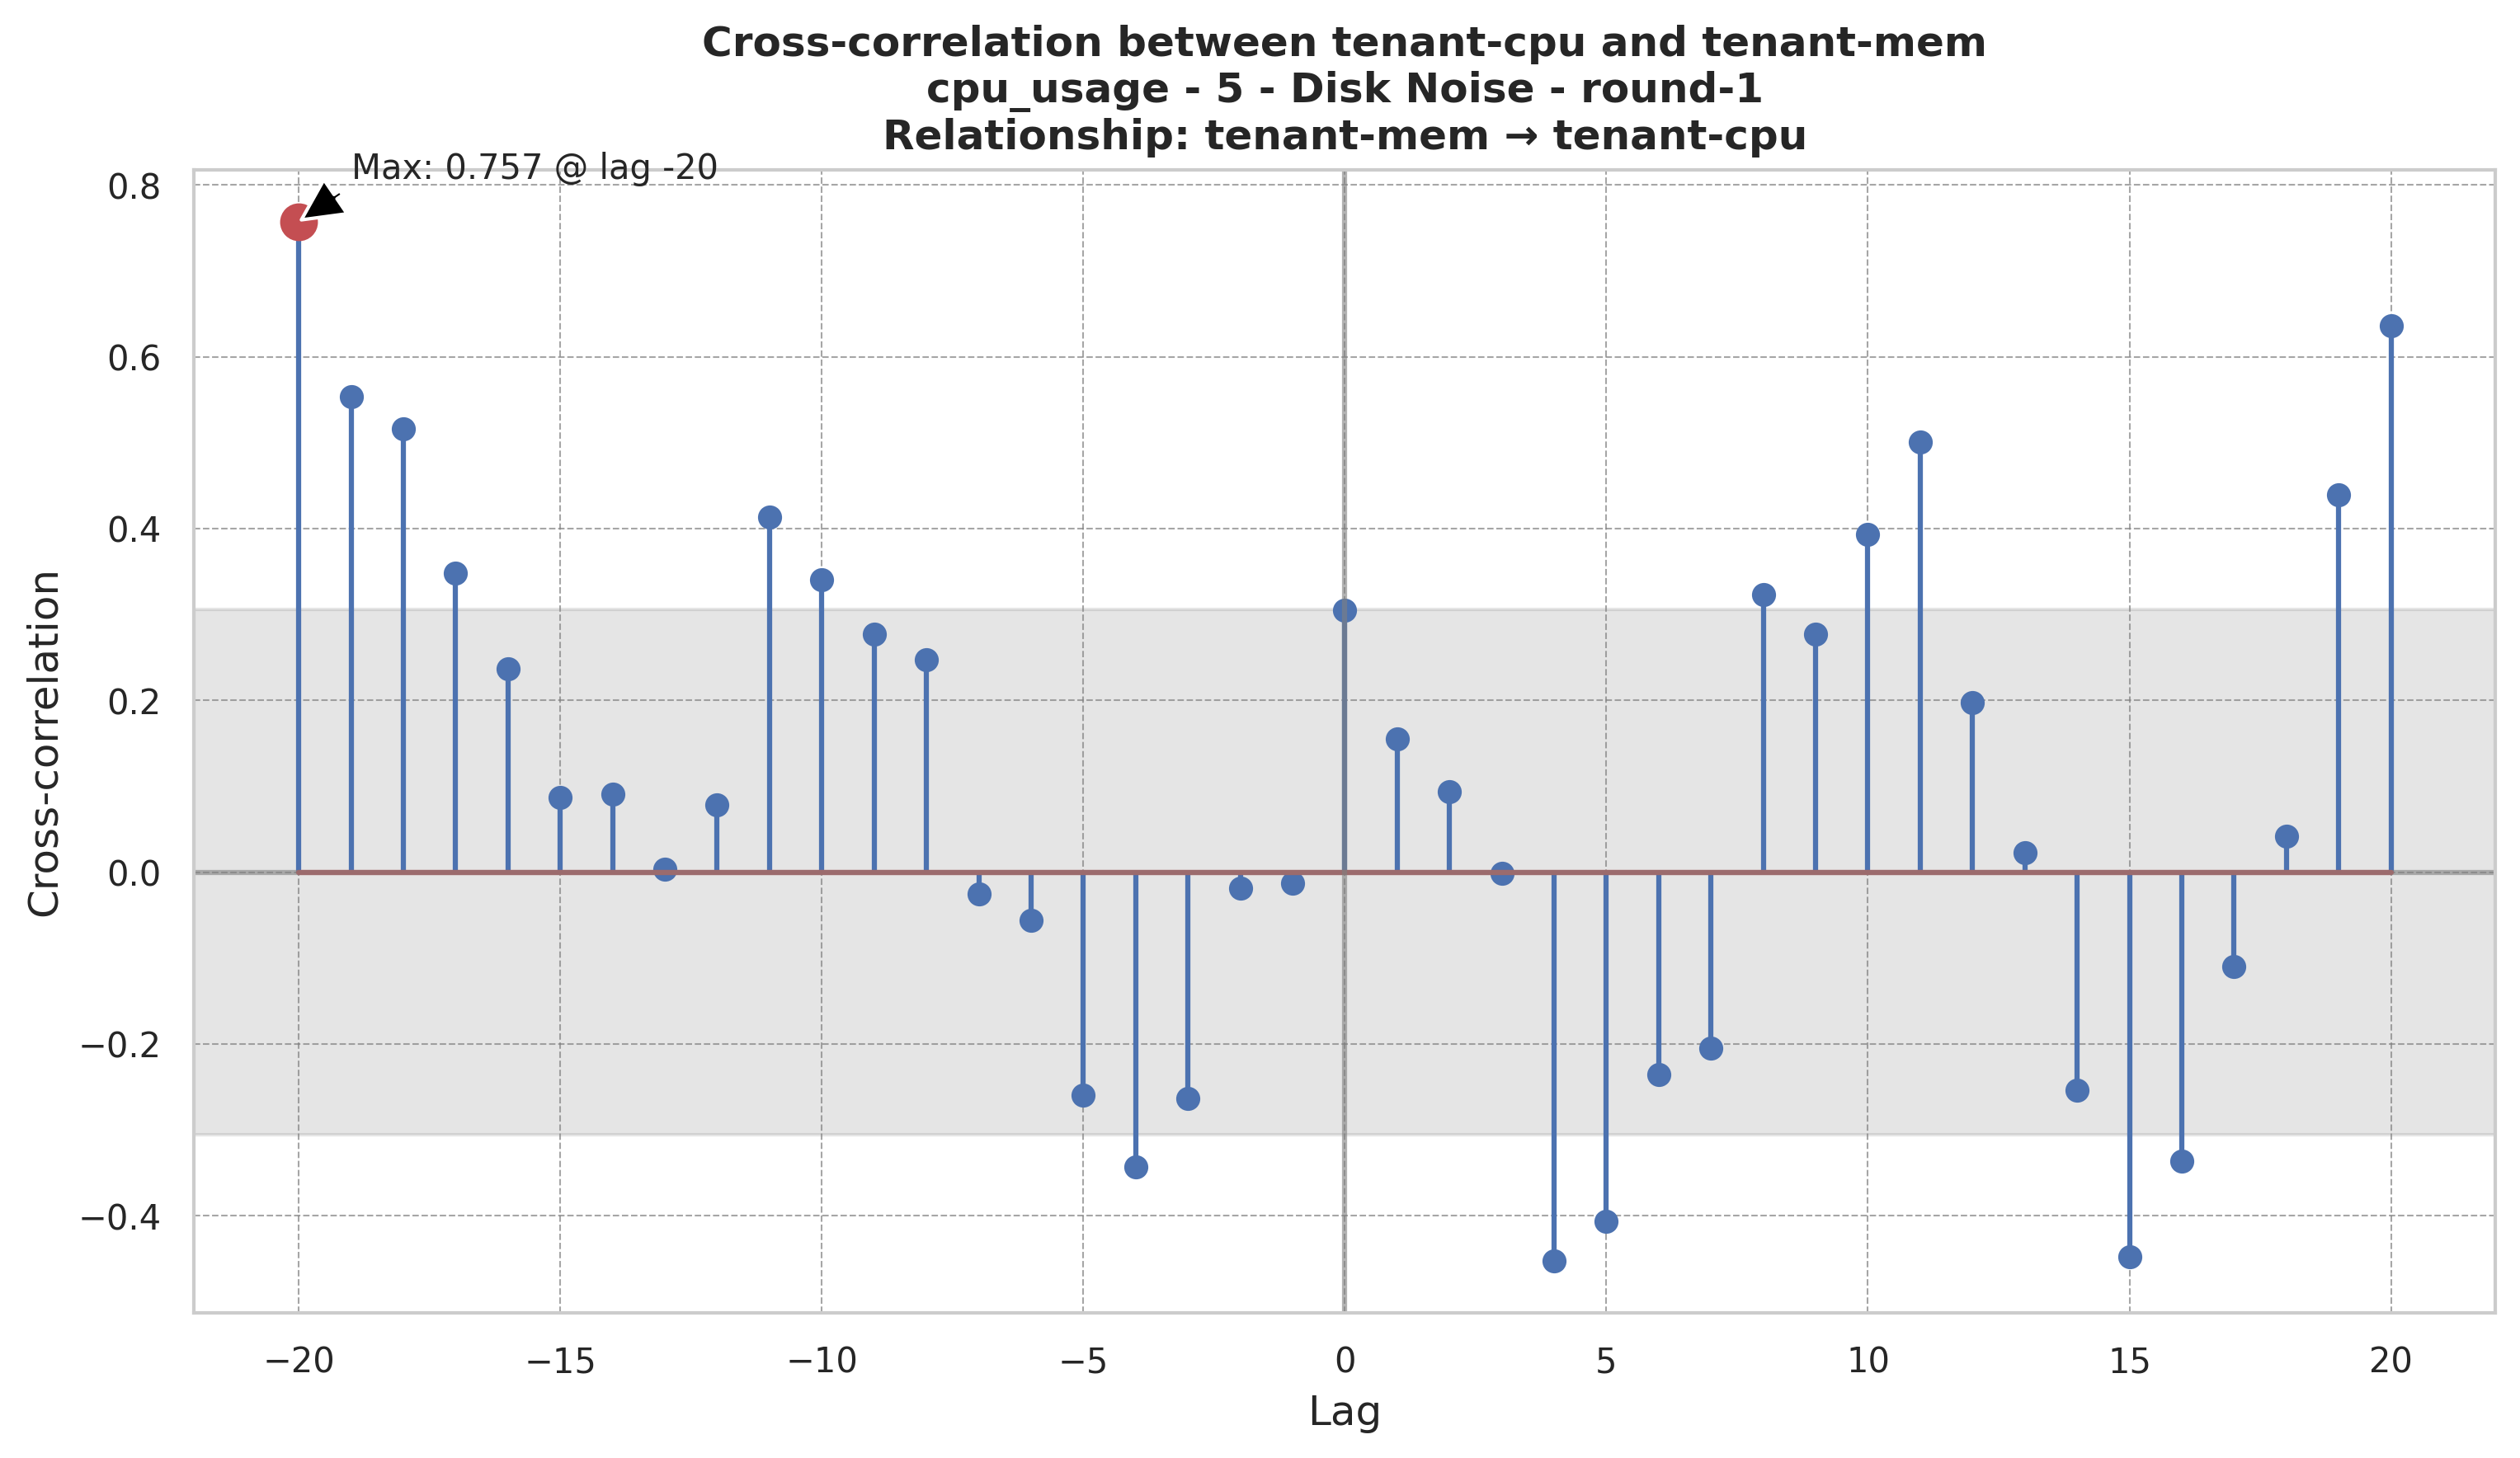 Cross-correlation between tenant-cpu and tenant-mem
cpu_usage - 5 - Disk Noise - round-1
Relationship: tenant-mem → tenant-cpu
Max: 0.757 @ lag -20
0.8
0.6
0.4
0.2
0.0
−0.2
−0.4
Cross-correlation
−20
−15
−10
−5
0
5
10
15
20
Lag